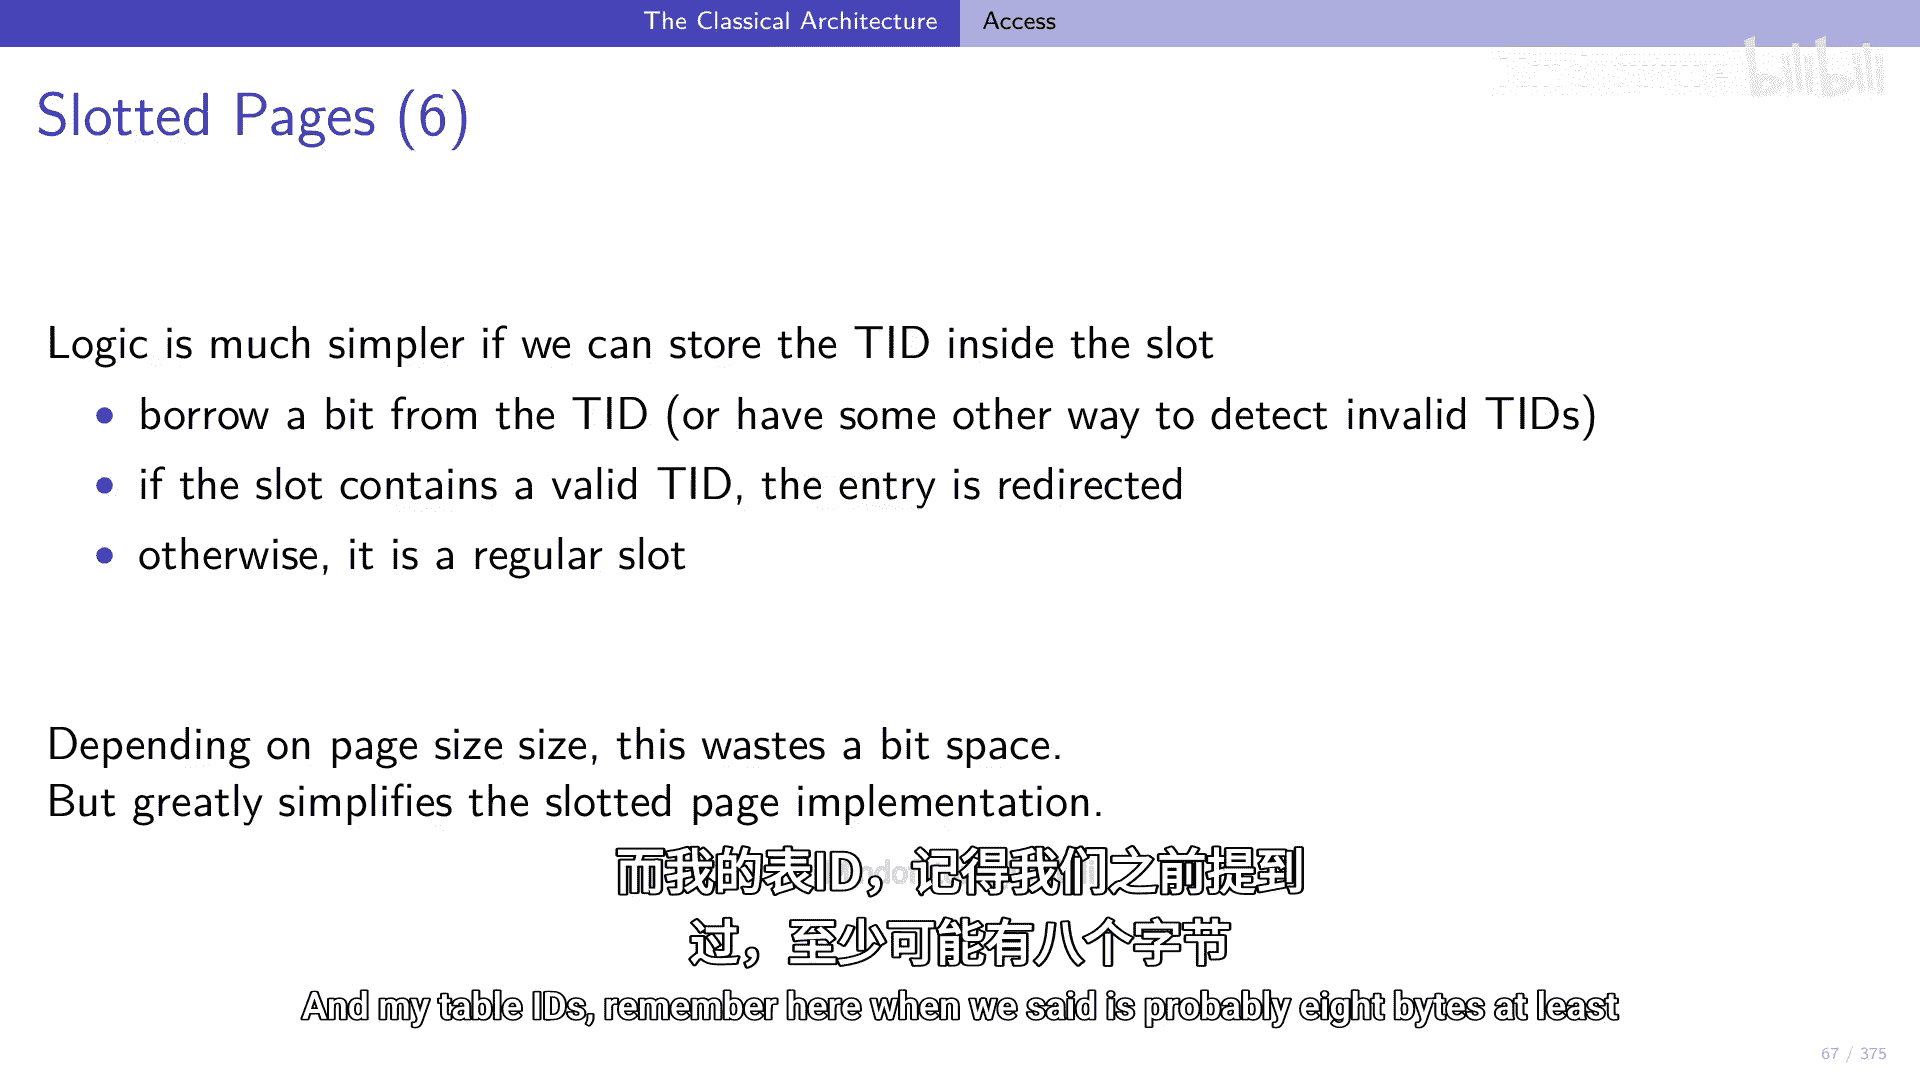 The Classical Architecture Access
bilibili
Slotted Pages (6)
Logic is much simpler if we can store the TID inside the slot
• borrow a bit from the TID (or have some other way to detect invalid TIDs)
• if the slot contains a valid TID, the entry is redirected
• otherwise, it is a regular slot
Depending on page size size, this wastes a bit space.
But greatly simplifies the slotted page implementation.
而我的表ID，记得我们之前提到
过，至少可能有八个字节
And my table IDs, remember here when we said is probably eight bytes at least
67 / 375